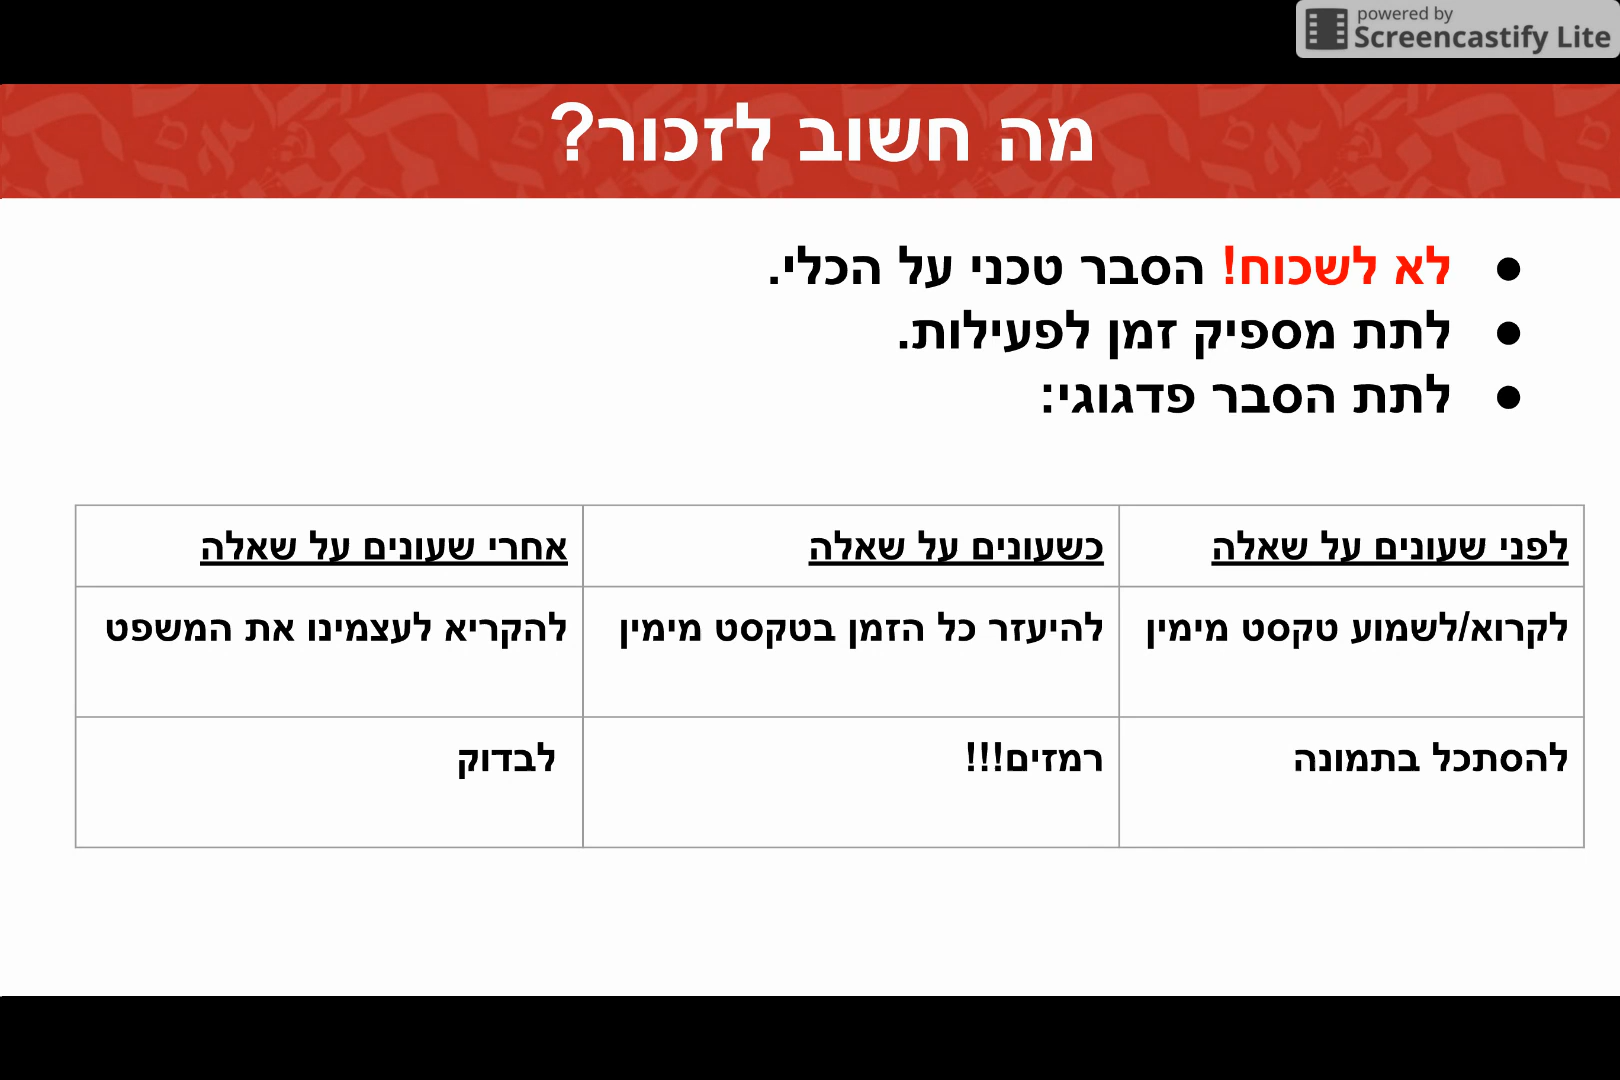 powered by
Screencastify Lite
מה חשוב לזכור?
● לא לשכוח! הסבר טכני על הכלי.
● לתת מספיק זמן לפעילות.
● לתת הסבר פדגוגי:
לפני שעונים על שאלה
כשעונים על שאלה
אחרי שעונים על שאלה
לקרוא/לשמוע טקסט מימין
להיעזר כל הזמן בטקסט מימין
להקריא לעצמינו את המשפט
להסתכל בתמונה
רמזים!!!
לבדוק